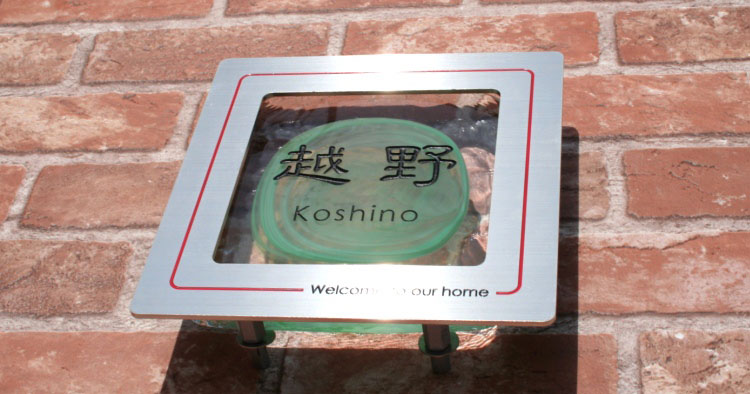 越野
Koshino
Welcome to our home